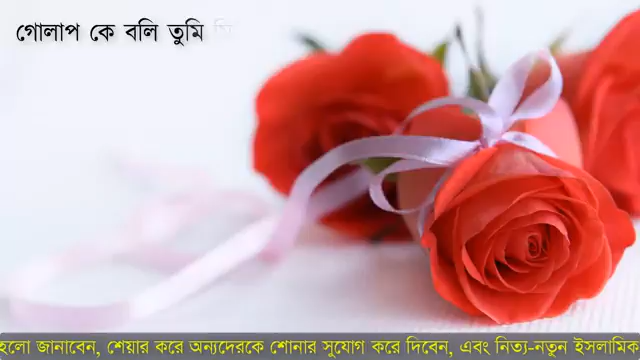 গোলাপ কে বলি তুমি
হলো জানাবেন, শেয়ার করে অন্যদেরকে শোনার সুযোগ করে দিবেন, এবং নিত্য-নতুন ইসলামিক